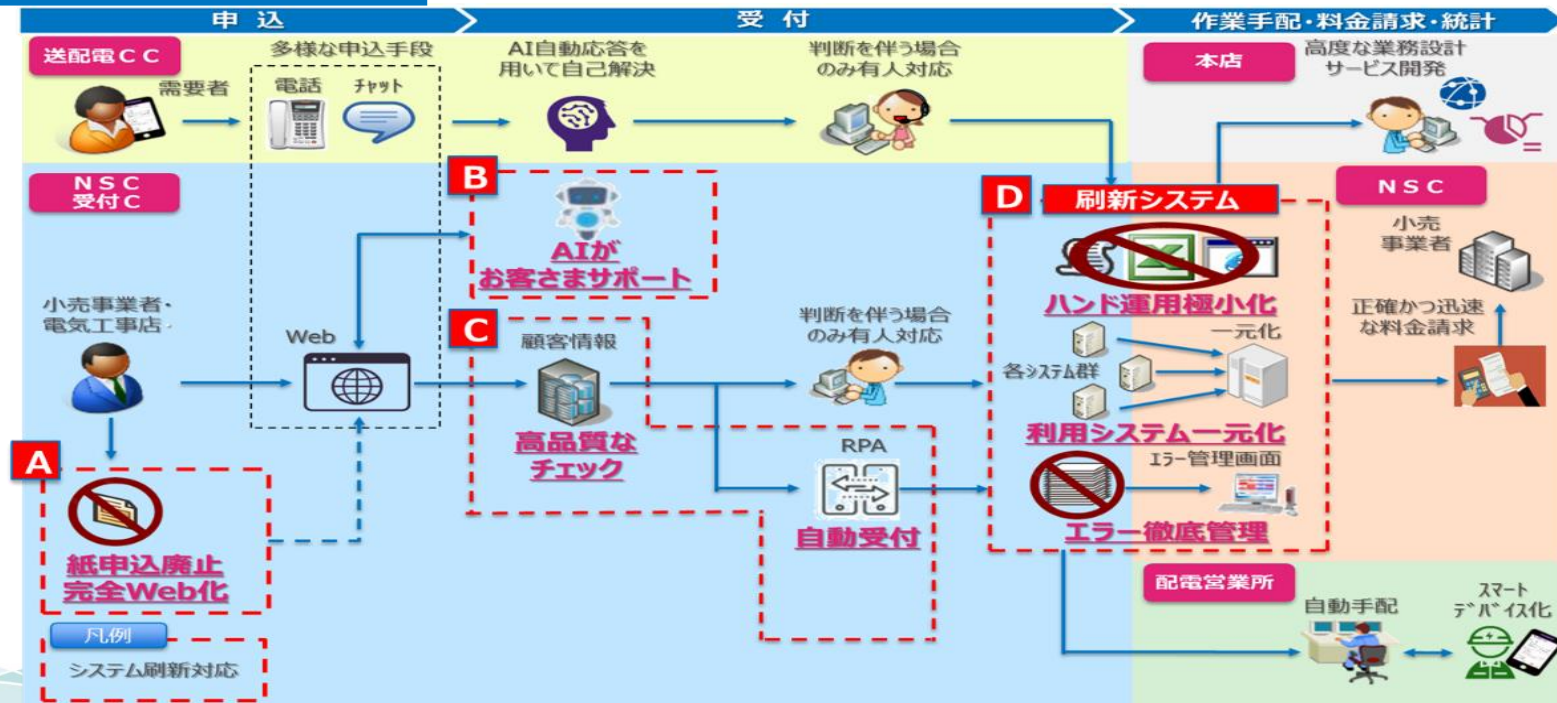 申 込
受 付
作業手配・料金請求・統計
送配電ＣＣ
需要者
多様な申込手段
電話
ﾁｬｯﾄ
AI自動応答を
用いて自己解決
判断を伴う場合
のみ有人対応
本店
高度な業務設計
サービス開発
ＮＳＣ
受付Ｃ
小売事業者・
電気工事店
Web
B
AIが
お客さまサポート
C
顧客情報
高品質な
チェック
判断を伴う場合
のみ有人対応
RPA
自動受付
D
刷新システム
ハンド運用極小化
一元化
各ｼｽﾃﾑ群
利用システム一元化
ｴﾗｰ管理画面
エラー徹底管理
ＮＳＣ
小売
事業者
正確かつ迅速
な料金請求
A
紙申込廃止
完全Web化
凡例
システム刷新対応
配電営業所
自動手配
ｽﾏｰﾄ
ﾃﾞﾊﾞｲｽ化